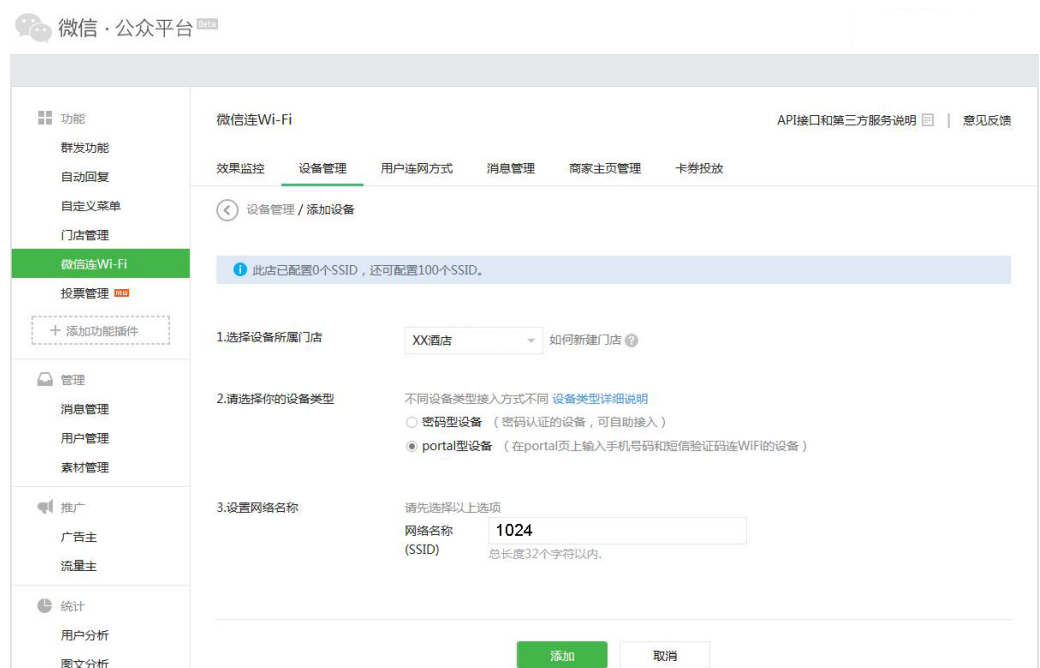 微信·公众平台 Beta
功能
群发功能
自动回复
自定义菜单
门店管理
微信连Wi-Fi
投票管理 new
+ 添加功能插件
管理
消息管理
用户管理
素材管理
推广
广告主
流量主
统计
用户分析
图文分析
微信连Wi-Fi
API接口和第三方服务说明 | 意见反馈
效果监控 设备管理 用户连网方式 消息管理 商家主页管理 卡券投放
设备管理 / 添加设备
此店已配置0个SSID，还可配置100个SSID。
1.选择设备所属门店 XX酒店 如何新建门店 ?
2.请选择你的设备类型 不同设备类型接入方式不同 设备类型详细说明
密码型设备 （密码认证的设备，可自助接入）
portal型设备 （在portal页上输入手机号码和短信验证码连WiFi的设备）
3.设置网络名称 请先选择以上选项
网络名称 1024
(SSID) 总长度32个字符以内.
添加 取消